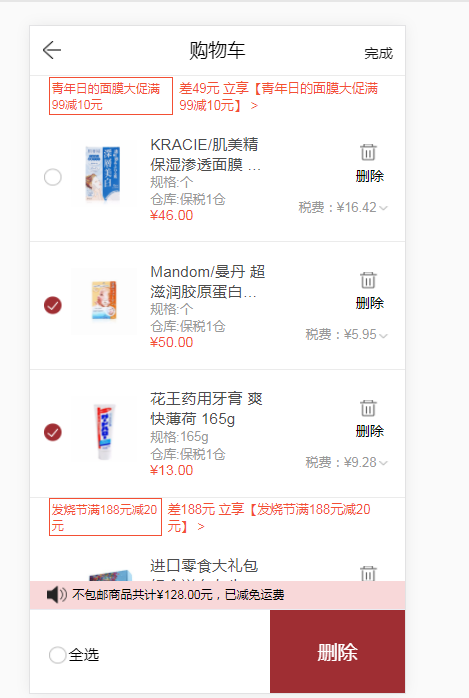 购物车
完成
青年日的面膜大促满
99减10元
差49元 立享【青年日的面膜大促满
99减10元】 >
KRACIE/肌美精
保湿渗透面膜 ...
规格:个
仓库:保税1仓
¥46.00
删除
税费：¥16.42
Mandom/曼丹 超
滋润胶原蛋白...
规格:个
仓库:保税1仓
¥50.00
删除
税费：¥5.95
花王药用牙膏 爽
快薄荷 165g
规格:165g
仓库:保税1仓
¥13.00
删除
税费：¥9.28
发烧节满188元减20
元
差188元 立享【发烧节满188元减20
元】 >
进口零食大礼包
不包邮商品共计¥128.00元，已减免运费
全选
删除